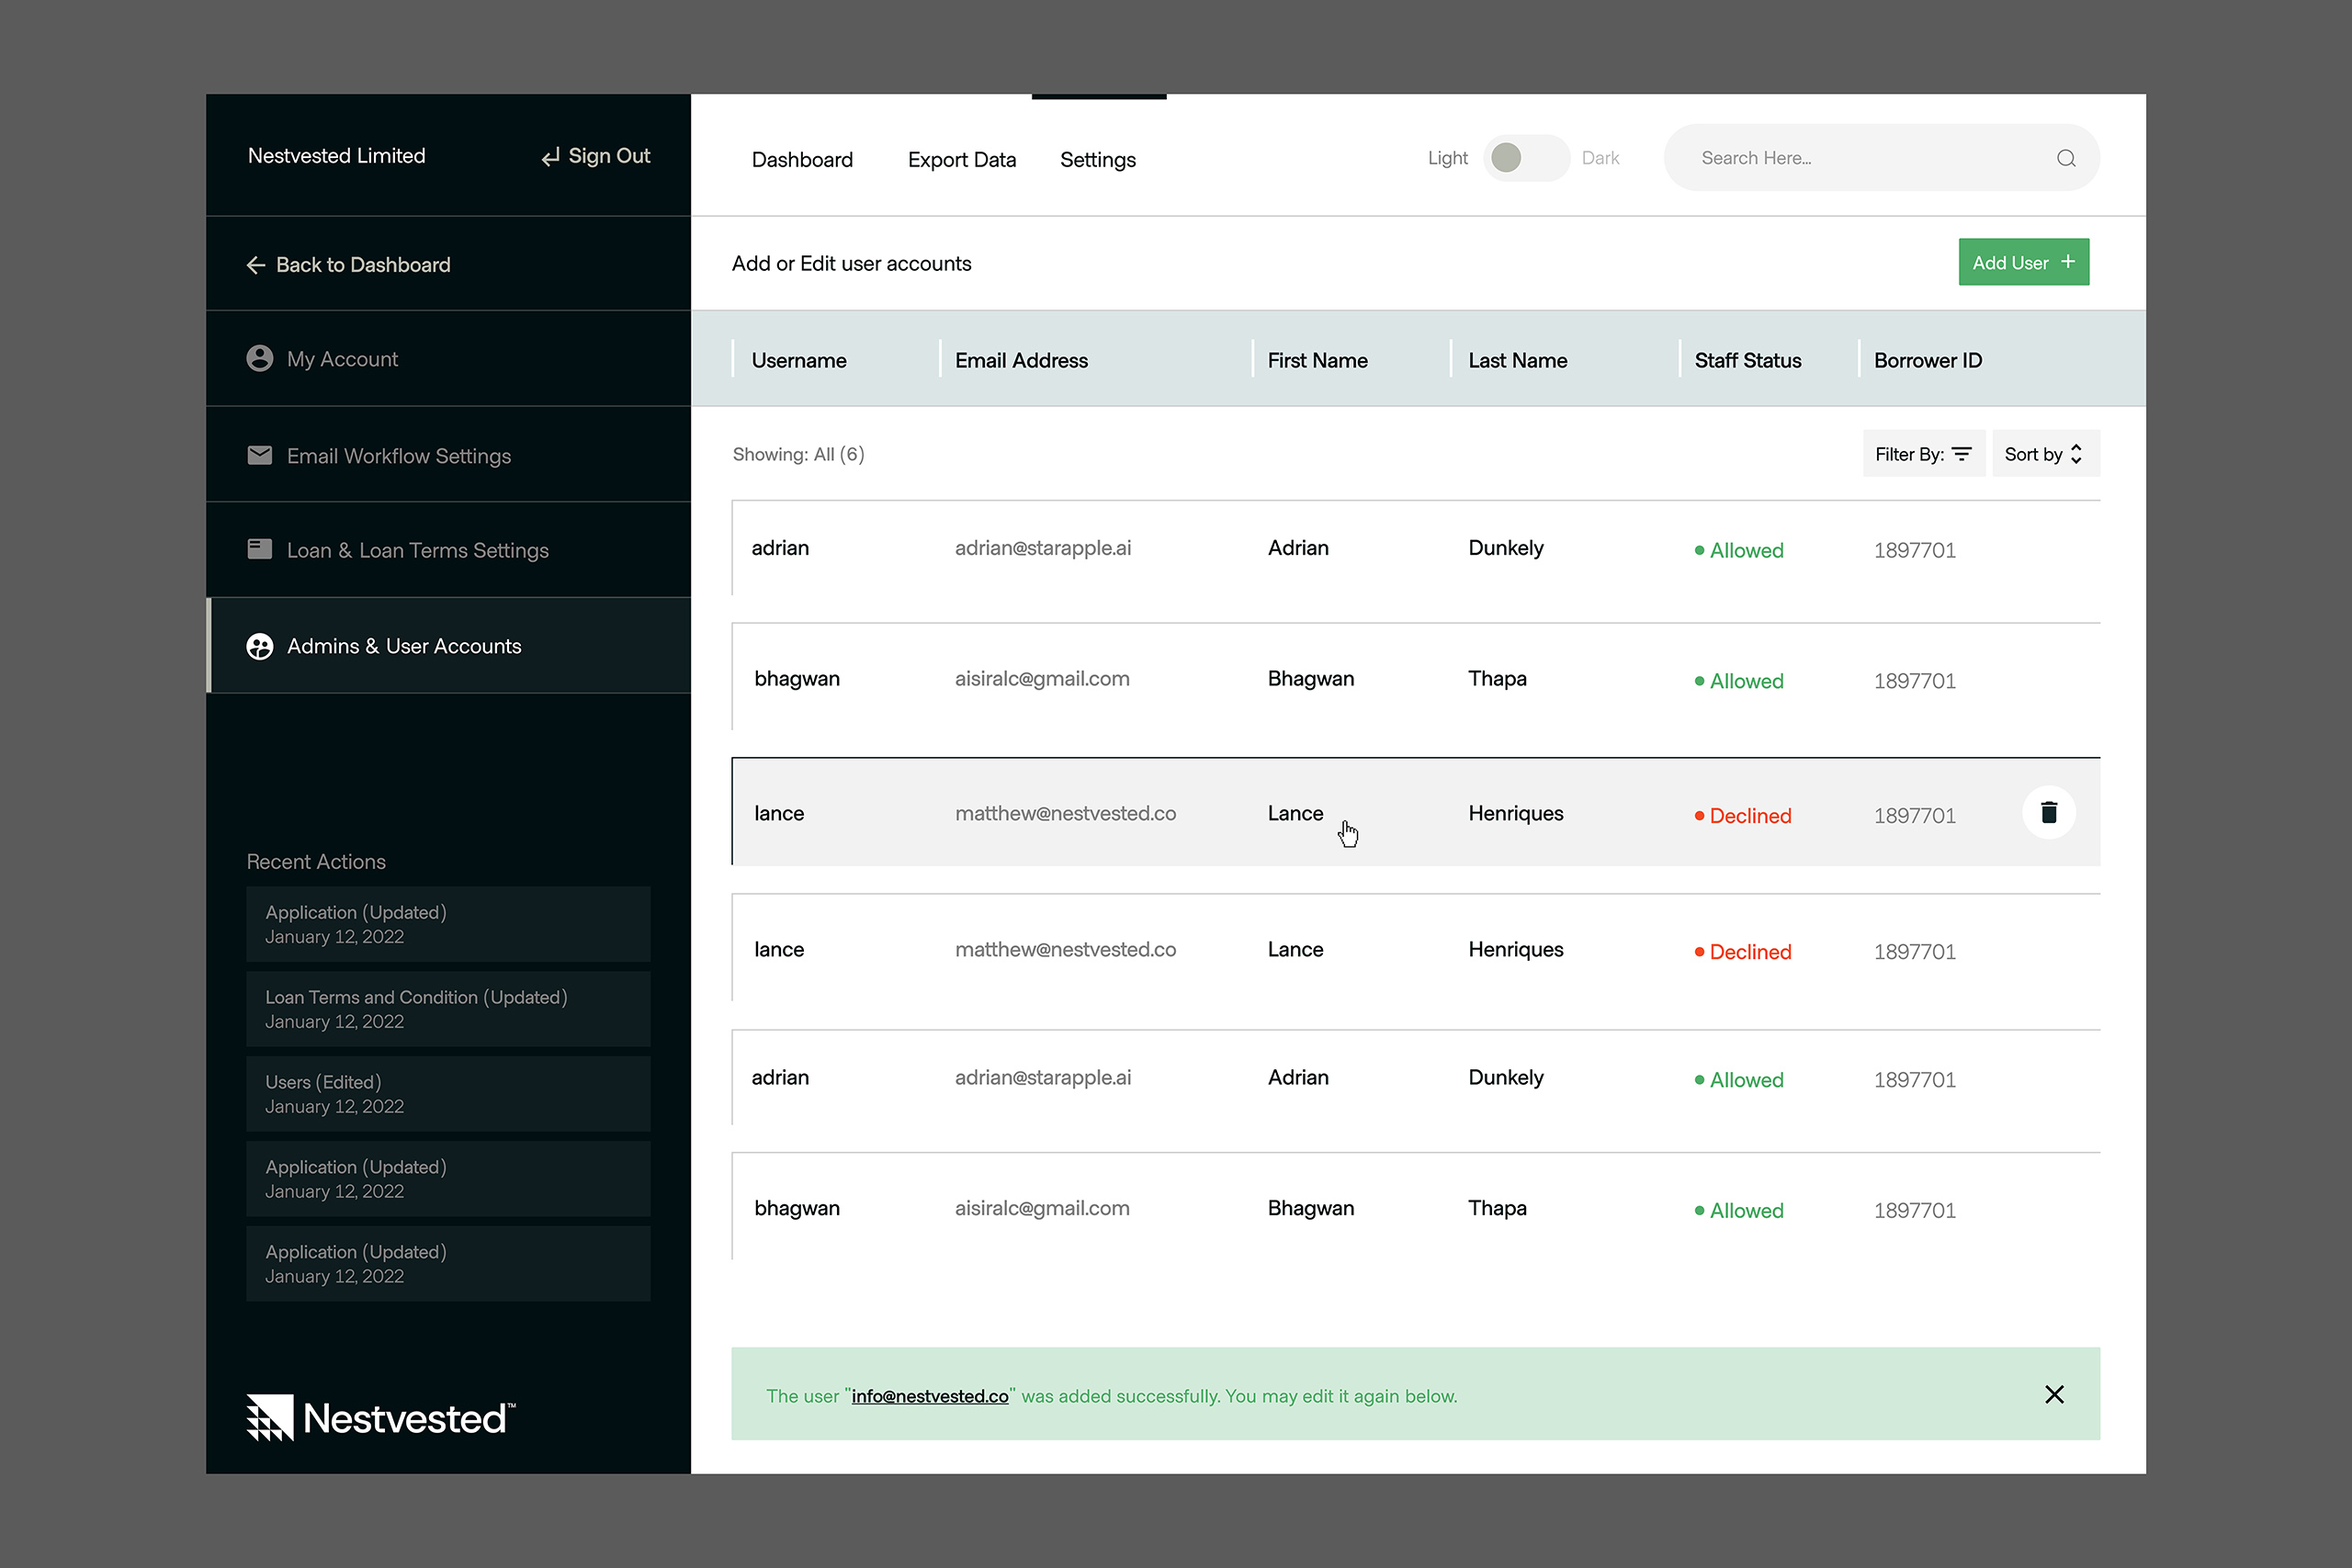 Nestvested Limited
Sign Out
Back to Dashboard
My Account
Email Workflow Settings
Loan & Loan Terms Settings
Admins & User Accounts
Recent Actions
Application (Updated)
January 12, 2022
Loan Terms and Condition (Updated)
January 12, 2022
Users (Edited)
January 12, 2022
Application (Updated)
January 12, 2022
Application (Updated)
January 12, 2022
Nestvested™
Dashboard Export Data Settings
Light Dark
Search Here...
Add or Edit user accounts
Add User +
Username Email Address First Name Last Name Staff Status Borrower ID
Showing: All (6)
Filter By:
Sort by
adrian adrian@starapple.ai Adrian Dunkely Allowed 1897701
bhagwan aisiralc@gmail.com Bhagwan Thapa Allowed 1897701
lance matthew@nestvested.co Lance Henriques Declined 1897701
lance matthew@nestvested.co Lance Henriques Declined 1897701
adrian adrian@starapple.ai Adrian Dunkely Allowed 1897701
bhagwan aisiralc@gmail.com Bhagwan Thapa Allowed 1897701
The user "info@nestvested.co" was added successfully. You may edit it again below.